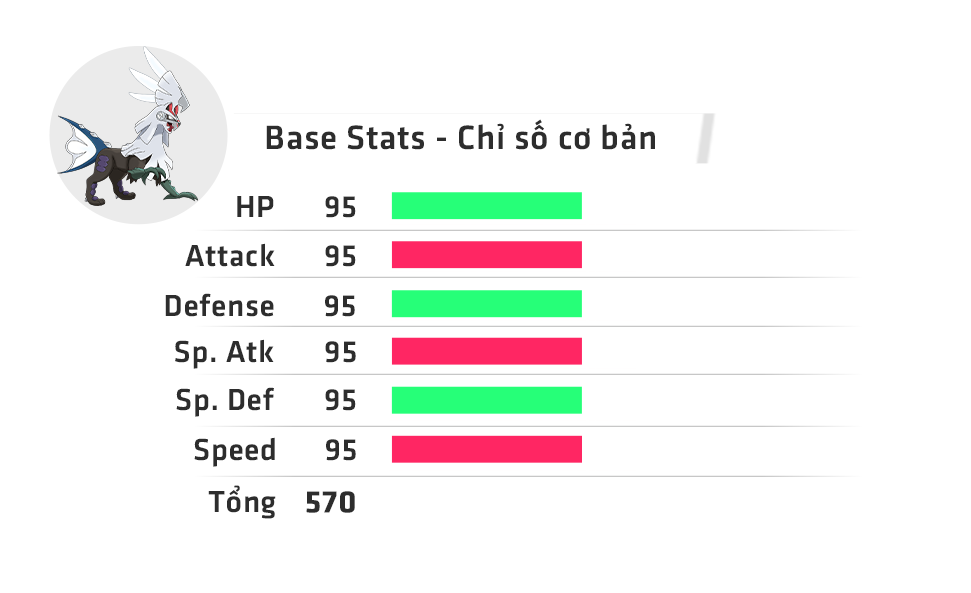 Base Stats - Chỉ số cơ bản
HP 95
Attack 95
Defense 95
Sp. Atk 95
Sp. Def 95
Speed 95
Tổng 570